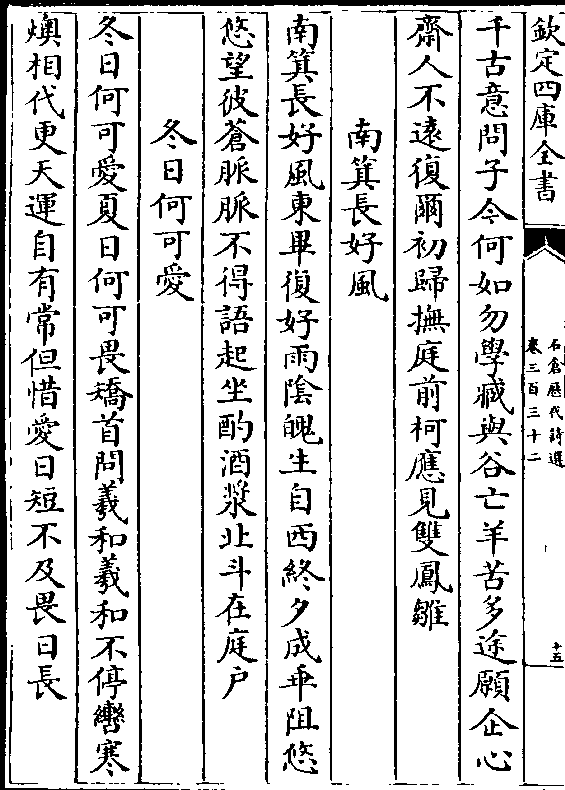 欽定四庫全書
石倉歷代詩選
卷三百三十二
十五
千古意問子今何如勿學臧與谷亡羊苦多途願企心
齋人不遠復爾初歸撫庭前柯應見雙鳳雛
南箕長好風
南箕長好風東畢復好雨陰魄生自西終夕成乖阻悠
悠望彼蒼脈脈不得語起坐酌酒漿北斗在庭户
冬日何可愛
冬日何可愛夏日何可畏矯首問羲和羲和不停轡寒
燠相代更天運自有常但惜愛日短不及畏日長